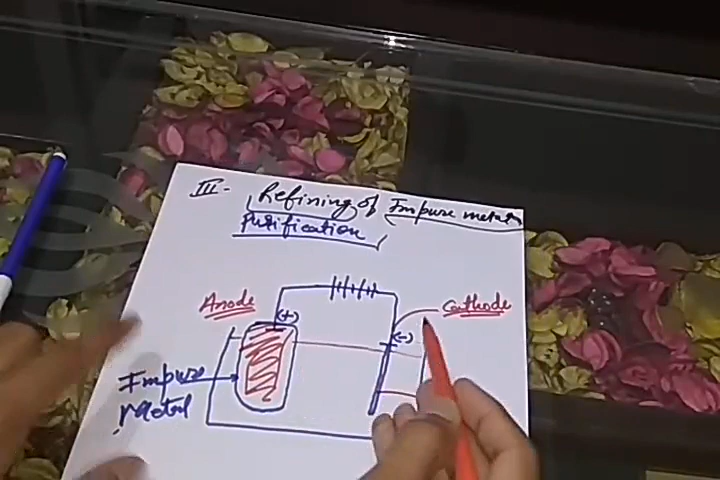 III- Refining of Impure metals
Purification
Anode
(+)
Cathode
(-)
Impure
metal